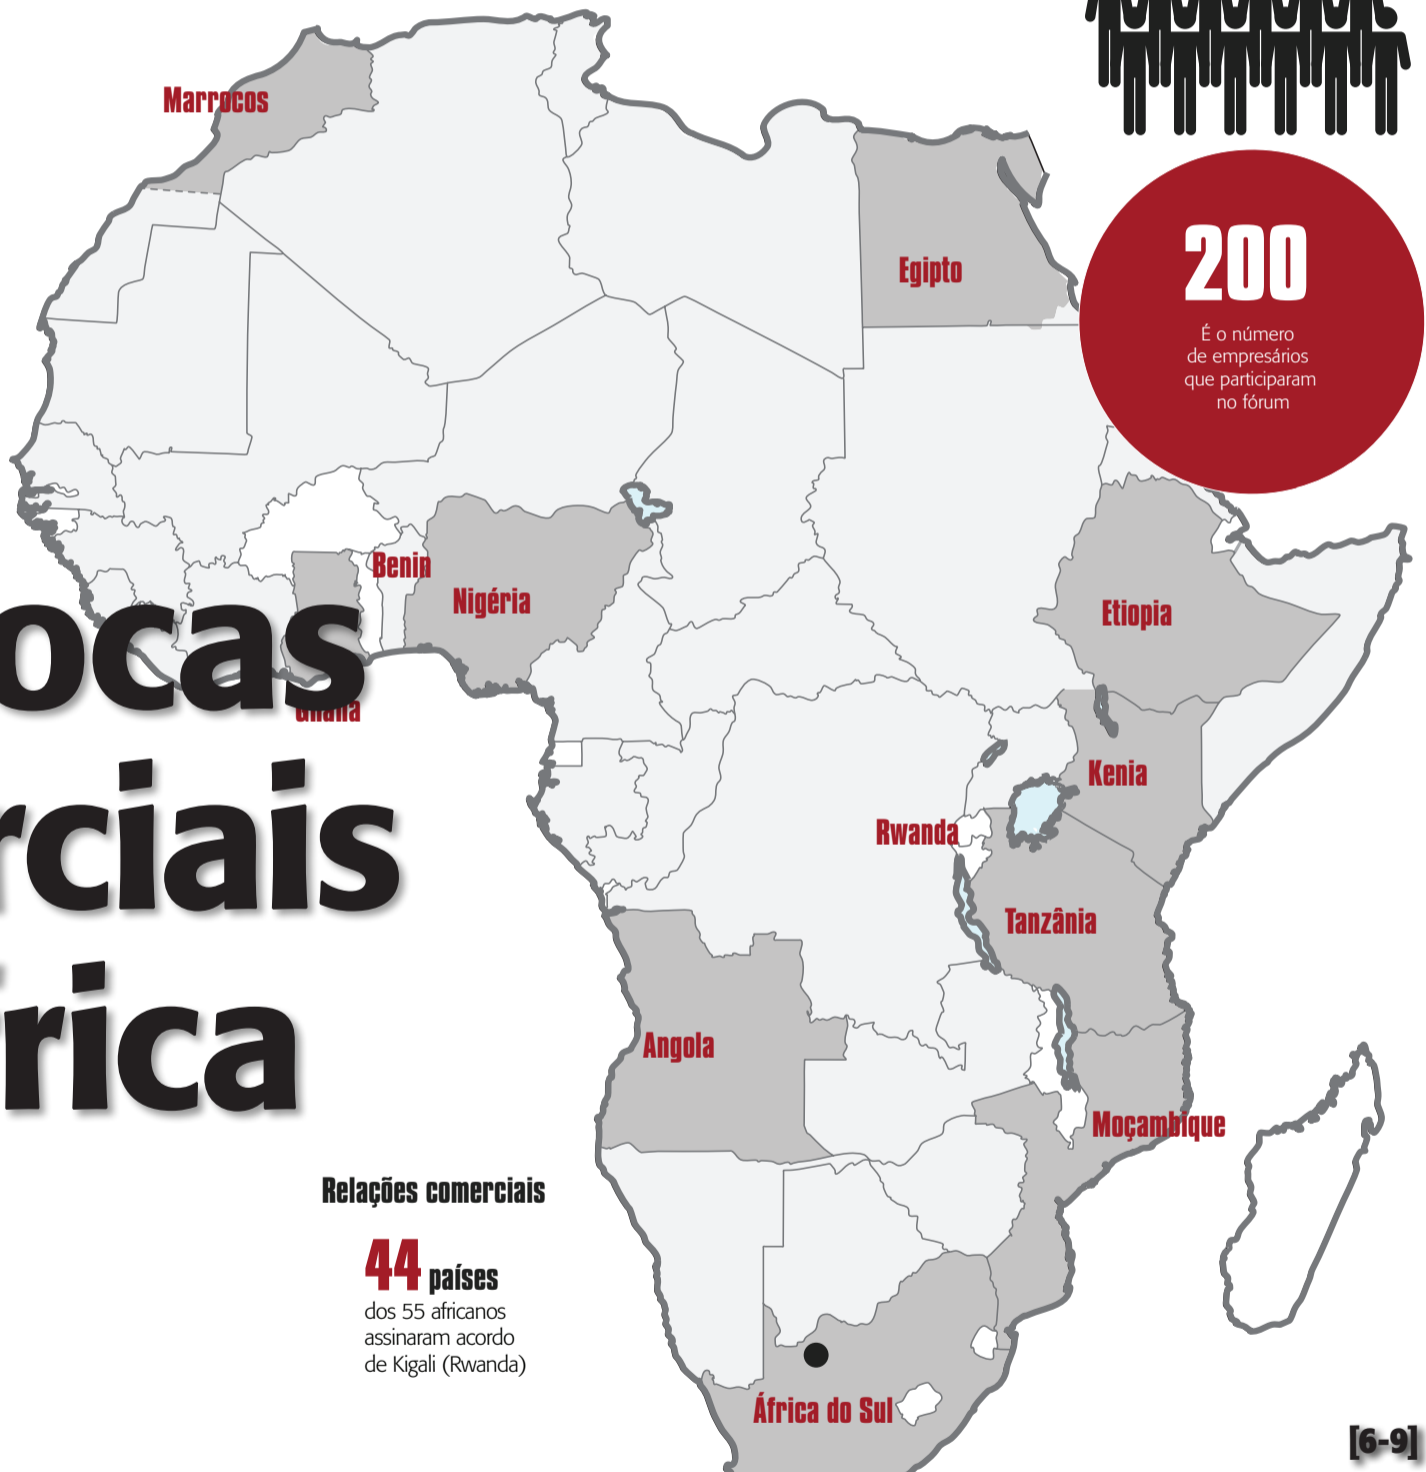 Marrocos
Egipto
200
É o número
de empresários
que participaram
no fórum
Benin
Nigéria
Etiopia
ocas
Ghana
Kenia
rciais
Rwanda
Tanzânia
rica
Angola
Moçambique
Relações comerciais
44 países
dos 55 africanos
assinaram acordo
de Kigali (Rwanda)
África do Sul
[6-9]